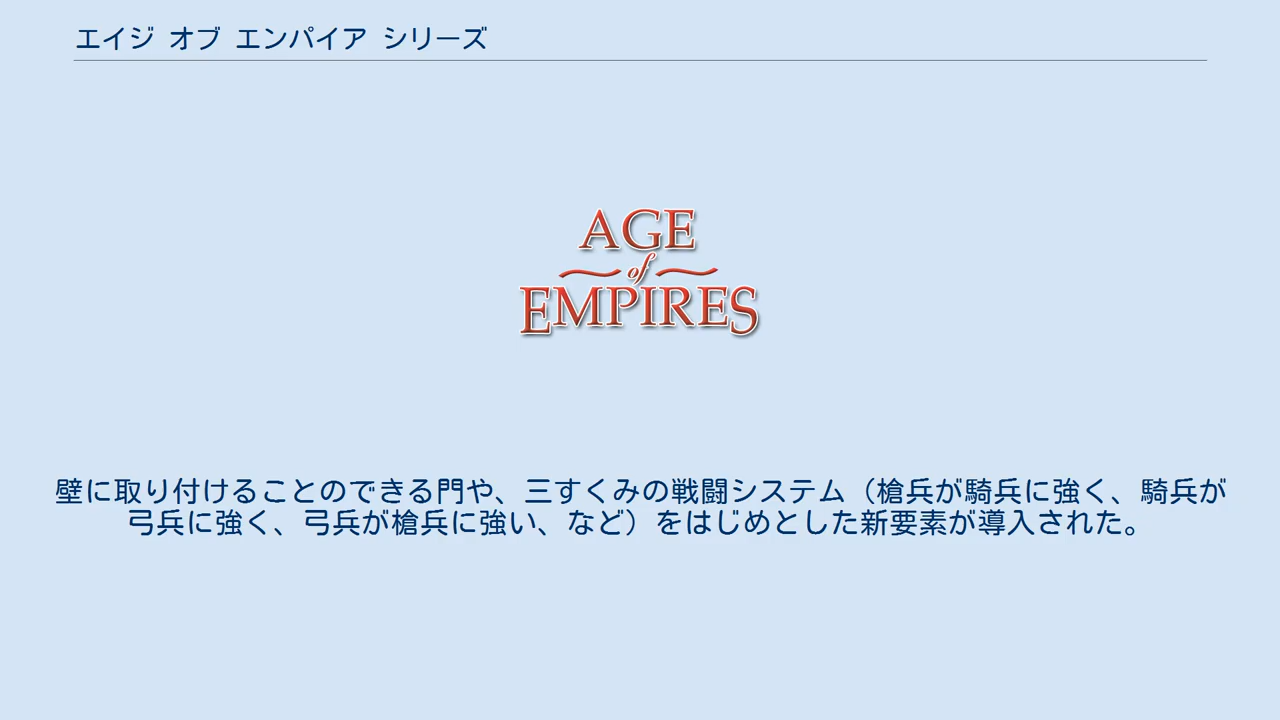 エイジ オブ エンパイア シリーズ
AGE
of
EMPIRES
壁に取り付けることのできる門や、三すくみの戦闘システム（槍兵が騎兵に強く、騎兵が
弓兵に強く、弓兵が槍兵に強い、など）をはじめとした新要素が導入された。